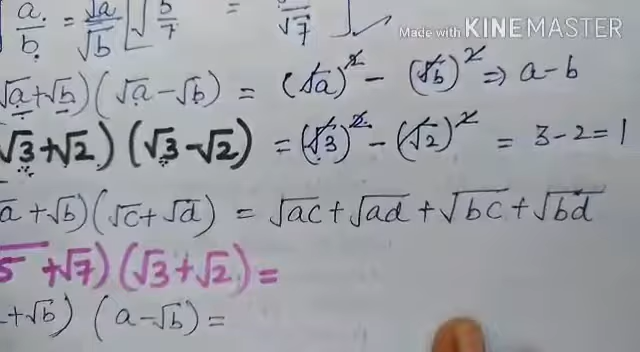 √a/b = √a/√b [ √5/7 = /√7 ]
Made with KINEMASTER
√a+√b) (√a-√b) = (√a)² - (√b)² ⇒ a-b
√3+√2) (√3-√2) = (√3)² - (√2)² = 3-2=1
a +√b) (√c+√d) = √ac+√ad+√bc+√bd
5 +√7) (√3+√2) =
+√b) (a-√b) =